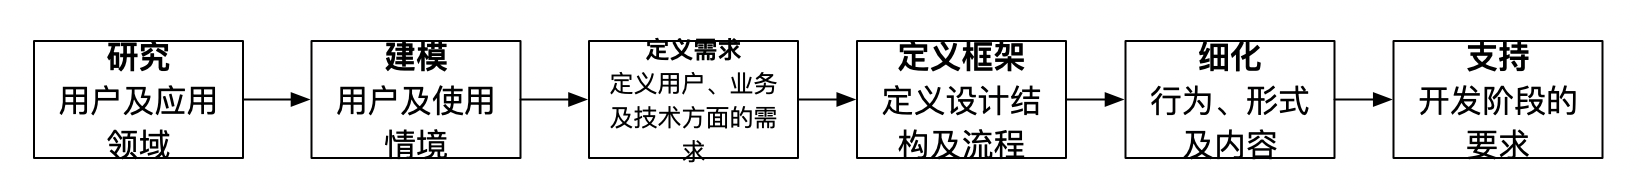 研究
用户及应用
领域
建模
用户及使用
情境
定义需求
定义用户、业务
及技术方面的需
求
定义框架
定义设计结
构及流程
细化
行为、形式
及内容
支持
开发阶段的
要求